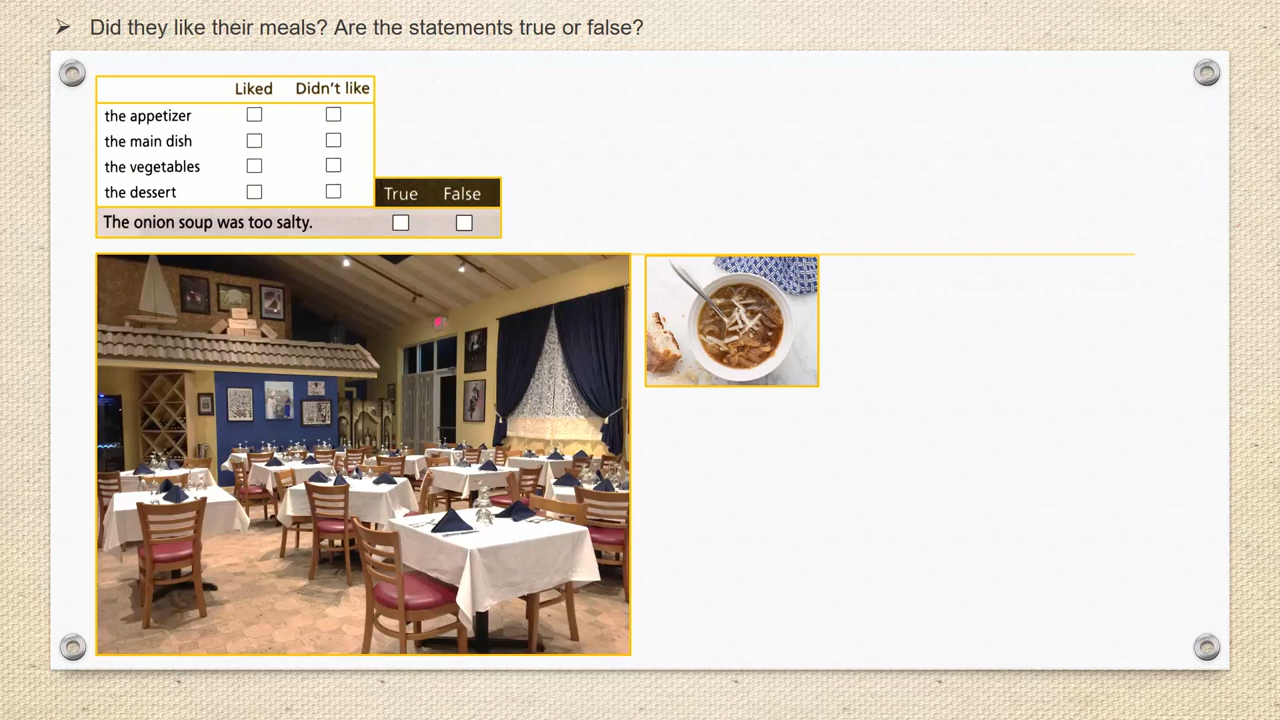 Did they like their meals? Are the statements true or false?
Liked Didn't like
the appetizer
the main dish
the vegetables
the dessert
True False
The onion soup was too salty.